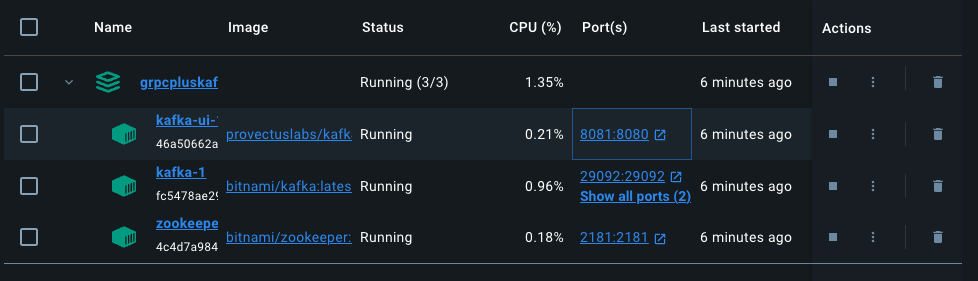 Name Image Status CPU (%) Port(s) Last started Actions
grpcpluskaf Running (3/3) 1.35% 6 minutes ago
kafka-ui-
46a50662a provectuslabs/kafk Running 0.21% 8081:8080 6 minutes ago
kafka-1
fc5478ae29 bitnami/kafka:lates Running 0.96% 29092:29092 6 minutes ago
Show all ports (2)
zookeepe
4c4d7a984 bitnami/zookeeper: Running 0.18% 2181:2181 6 minutes ago